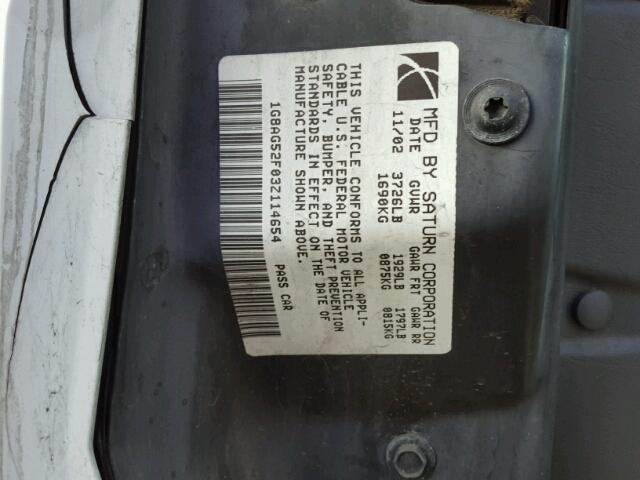 MFD BY SATURN CORPORATION
DATE GVWR GAWR FRT GAWR RR
11/02 3726LB 1929LB 1797LB
1690KG 0875KG 0815KG
THIS VEHICLE CONFORMS TO ALL APPLI-
CABLE U.S. FEDERAL MOTOR VEHICLE
SAFETY, BUMPER, AND THEFT PREVENTION
STANDARDS IN EFFECT ON THE DATE OF
MANUFACTURE SHOWN ABOVE.
1G8AG52F03Z114654 PASS CAR